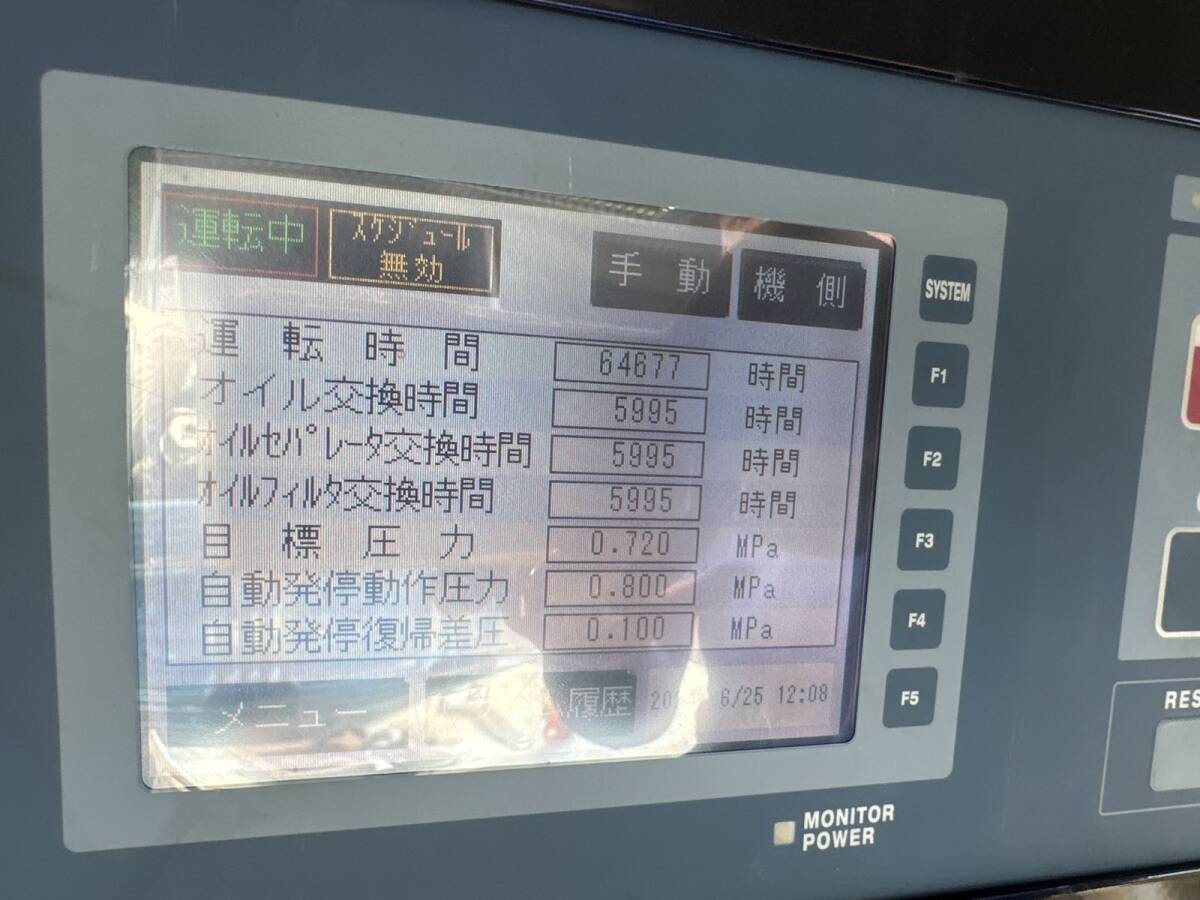 運転中 スケジュール無効 手動 機側
SYSTEM
運転時間 64677 時間
F1
オイル交換時間 5995 時間
オイルセパレータ交換時間 5995 時間
F2
オイルフィルタ交換時間 5995 時間
目標圧力 0.720 MPa
F3
自動発停動作圧力 0.800 MPa
自動発停復帰差圧 0.100 MPa
F4
メニュー 履歴 6/25 12:08
F5
RES
MONITOR
POWER